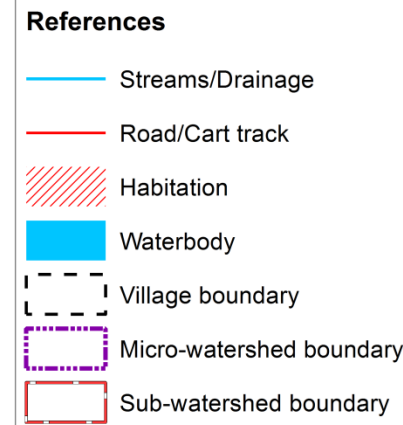 References
Streams/Drainage
Road/Cart track
Habitation
Waterbody
Village boundary
Micro-watershed boundary
Sub-watershed boundary